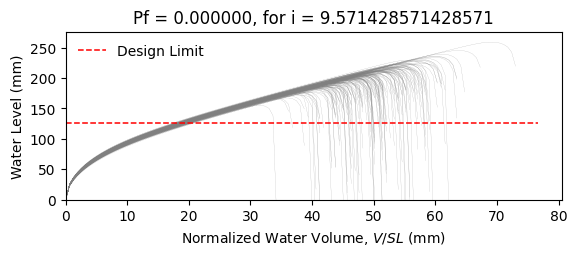 Pf = 0.000000, for i = 9.571428571428571
Water Level (mm)
250
200
150
100
50
0
Design Limit
0 10 20 30 40 50 60 70 80
Normalized Water Volume, V/SL (mm)